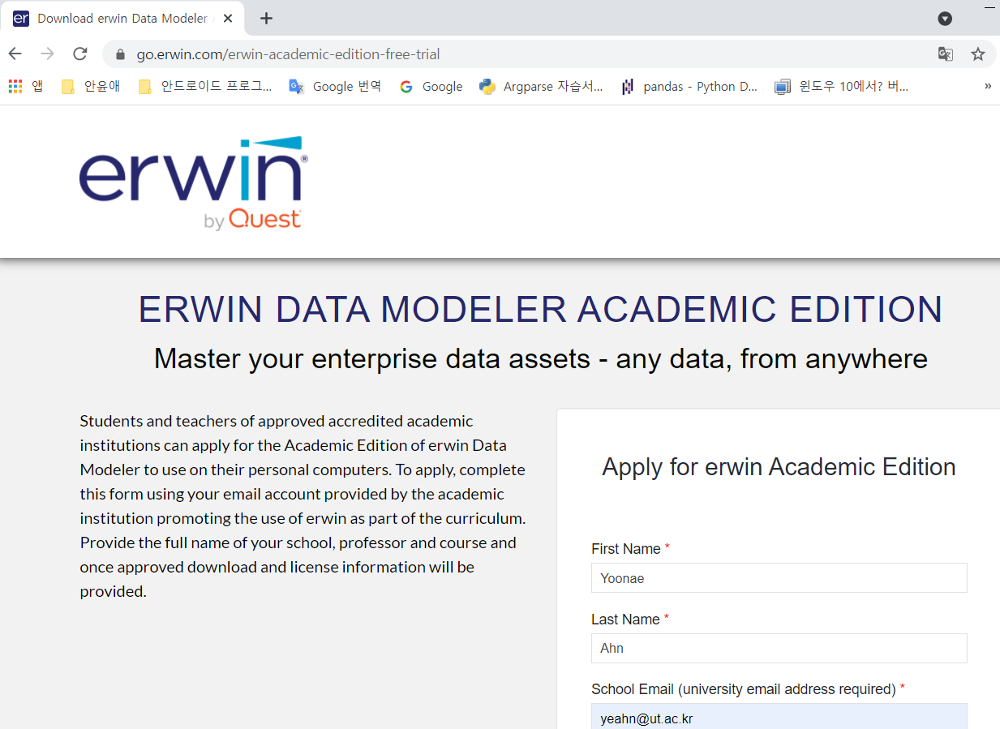 er Download erwin Data Modeler
go.erwin.com/erwin-academic-edition-free-trial
앱 안윤애 안드로이드 프로그... Google 번역 Google Argparse 자습서... pandas - Python D... 윈도우 10에서? 버... »
erwin®
by Quest
ERWIN DATA MODELER ACADEMIC EDITION
Master your enterprise data assets - any data, from anywhere
Students and teachers of approved accredited academic
institutions can apply for the Academic Edition of erwin Data
Modeler to use on their personal computers. To apply, complete
this form using your email account provided by the academic
institution promoting the use of erwin as part of the curriculum.
Provide the full name of your school, professor and course and
once approved download and license information will be
provided.
Apply for erwin Academic Edition
First Name *
Yoonae
Last Name *
Ahn
School Email (university email address required) *
yeahn@ut.ac.kr